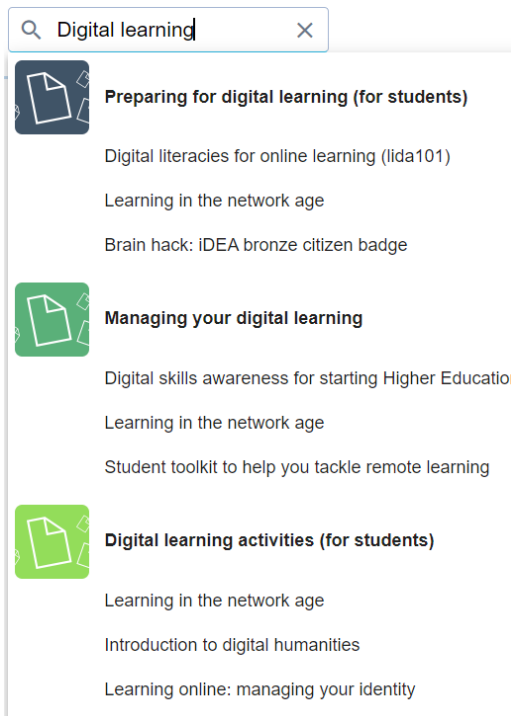 Digital learning
Preparing for digital learning (for students)
Digital literacies for online learning (lida101)
Learning in the network age
Brain hack: iDEA bronze citizen badge
Managing your digital learning
Digital skills awareness for starting Higher Educatio
Learning in the network age
Student toolkit to help you tackle remote learning
Digital learning activities (for students)
Learning in the network age
Introduction to digital humanities
Learning online: managing your identity